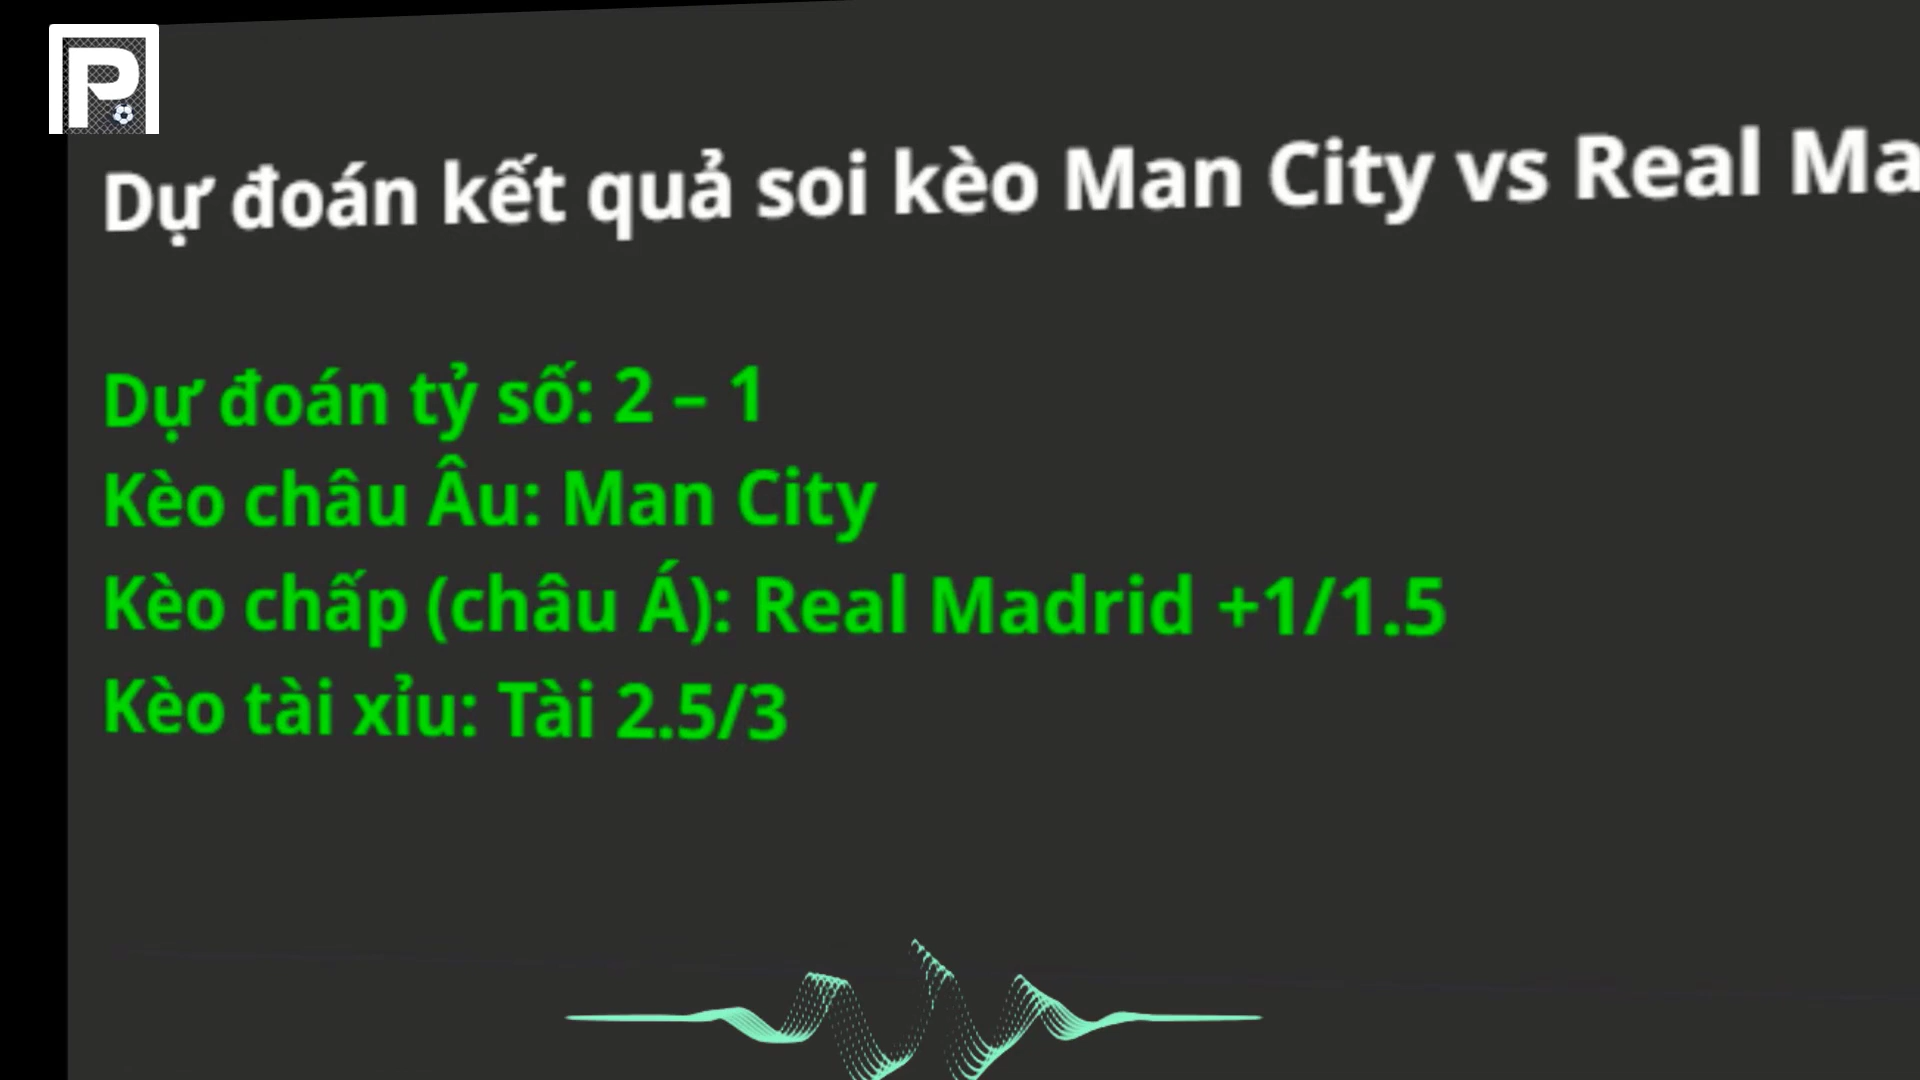 P
Dự đoán kết quả soi kèo Man City vs Real Ma
Dự đoán tỷ số: 2 – 1
Kèo châu Âu: Man City
Kèo chấp (châu Á): Real Madrid +1/1.5
Kèo tài xỉu: Tài 2.5/3